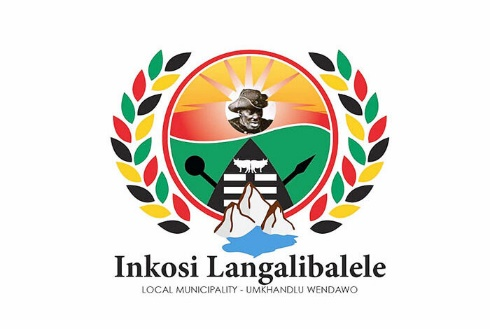 Inkosi Langalibalele
LOCAL MUNICIPALITY - UMKHANDLU WENDAWO